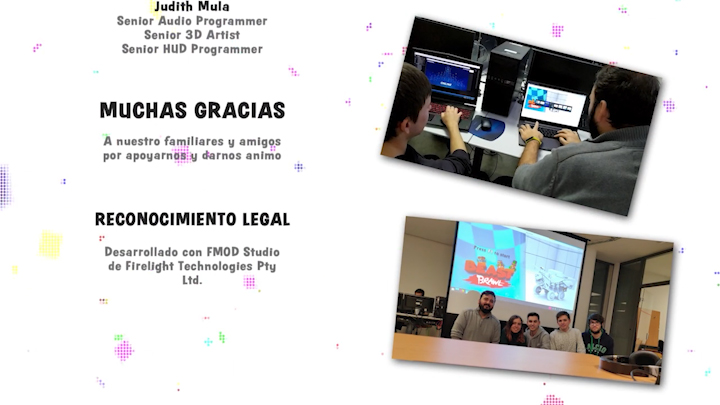 Judith Mula
Senior Audio Programmer
Senior 3D Artist
Senior HUD Programmer
MUCHAS GRACIAS
A nuestro familiares y amigos
por apoyarnos y darnos animo
RECONOCIMIENTO LEGAL
Desarrollado con FMOD Studio
de Firelight Technologies Pty
Ltd.